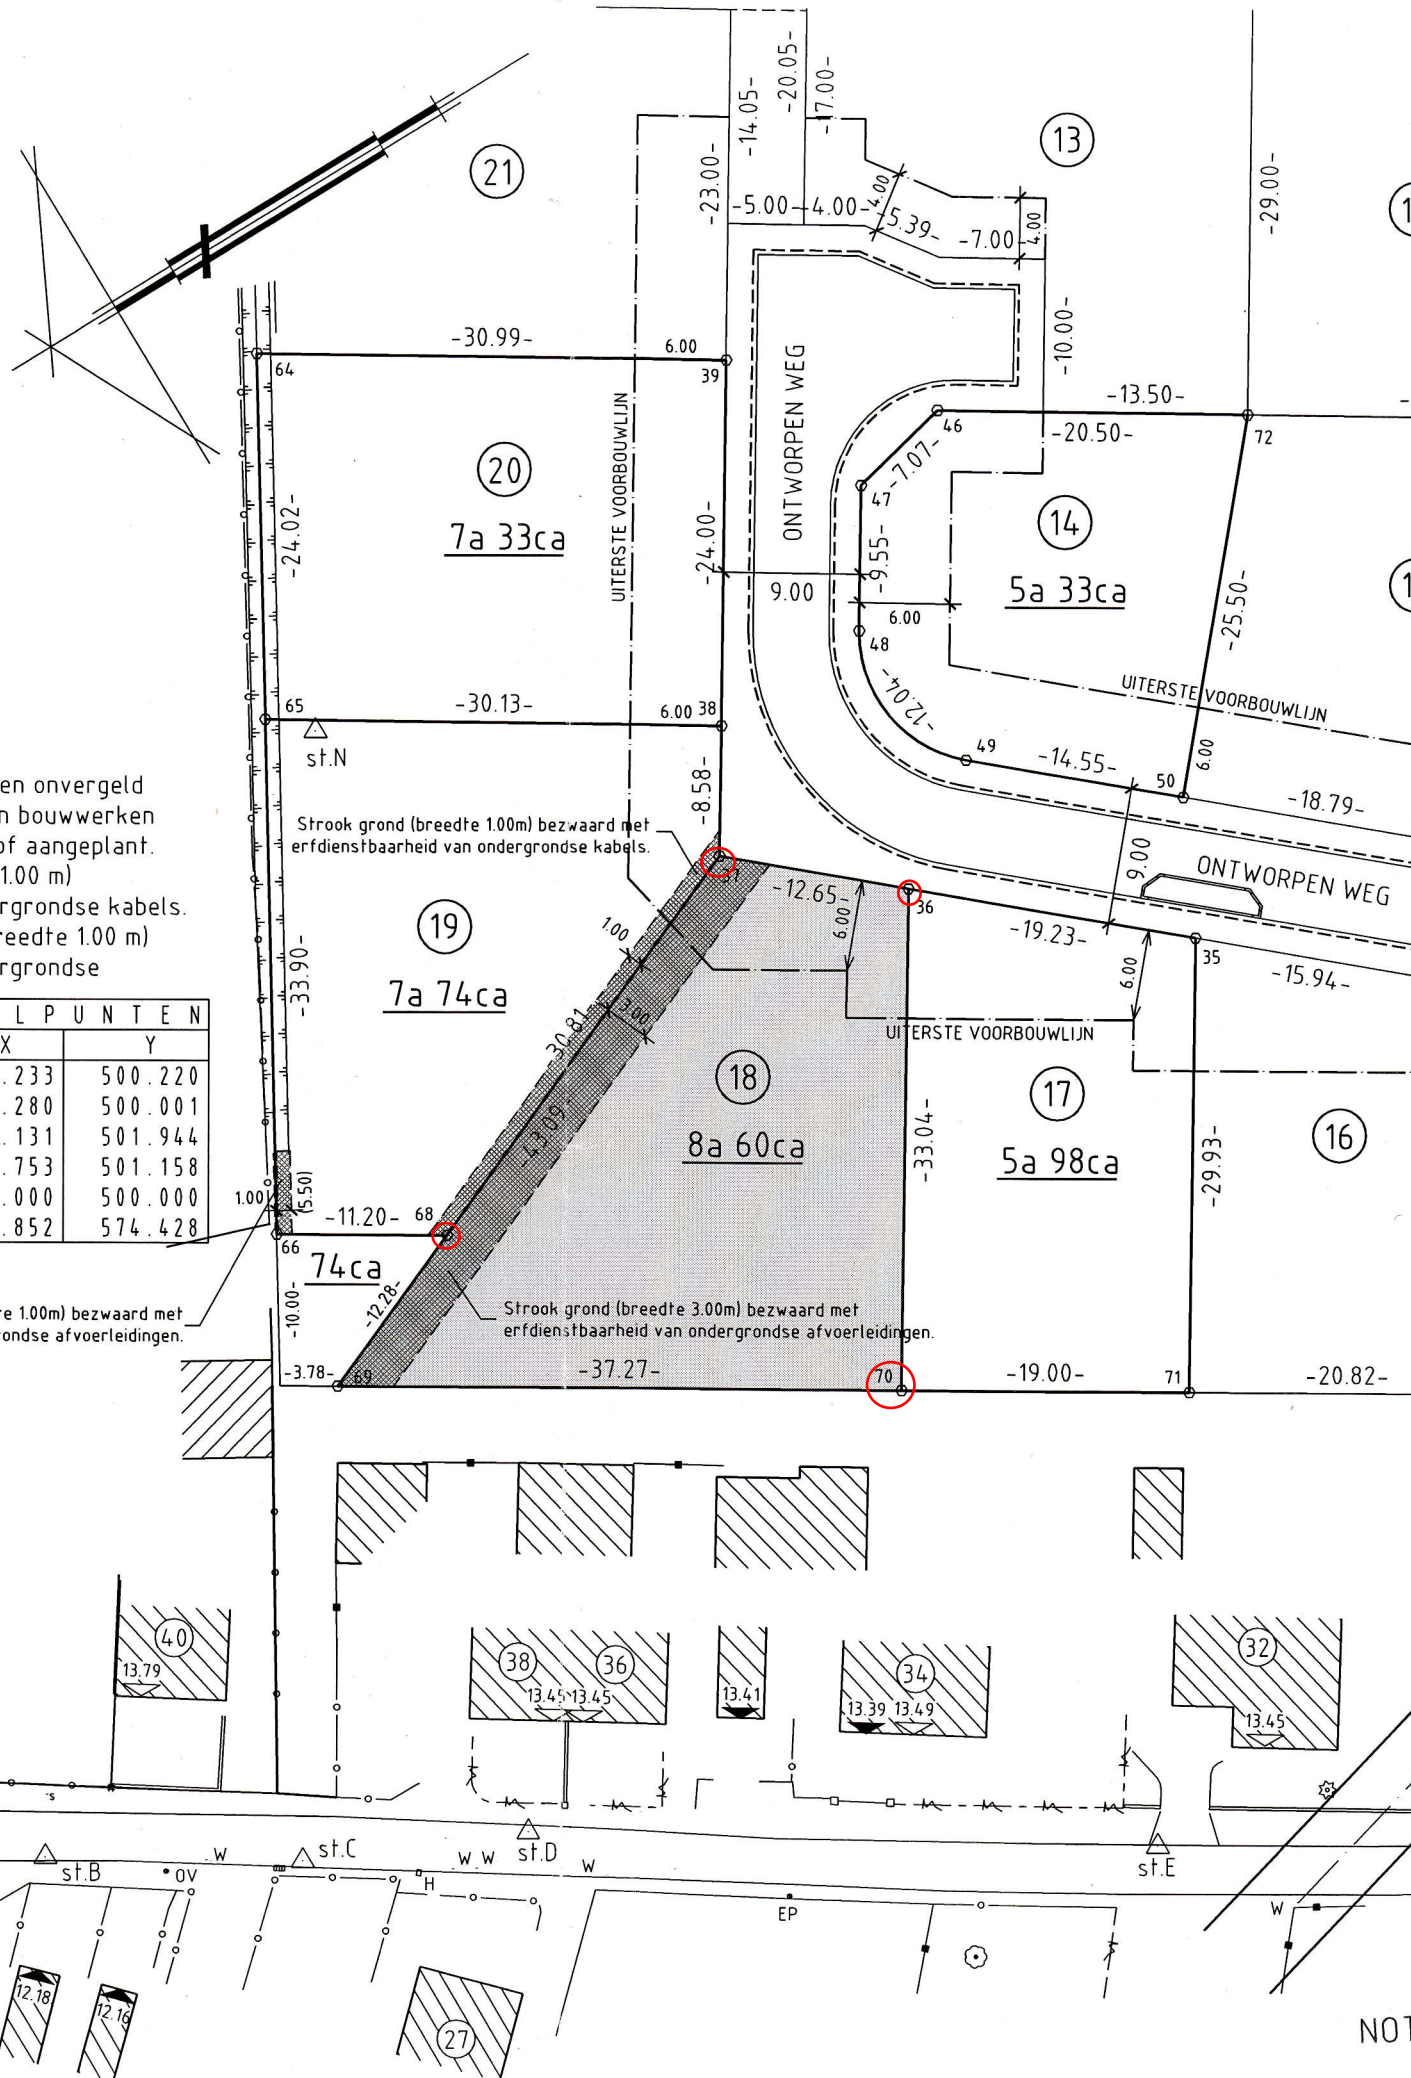 -20.05-
-14.05-
-17.00-
13
21
-23.00-
-29.00-
4.00
-5.00-
-4.00-
-5.39-
-7.00-
4.00
-30.99-
6.00
-10.00-
64
39
ONTWORPEN WEG
-13.50-
46
-20.50-
72
UITERSTE VOORBOUWLIJN
-7.07-
20
47
-24.02-
7a 33ca
-24.00-
14
-9.55-
9.00
5a 33ca
6.00
-25.50-
48
-12.04-
UITERSTE VOORBOUWLIJN
65
-30.13-
6.00
38
st.N
49
-14.55-
6.00
50
en onvergeld
n bouwwerken
of aangeplant.
1.00 m)
ergrondse kabels.
reedte 1.00 m)
rgrondse
-8.58-
-18.79-
Strook grond (breedte 1.00m) bezwaard met
erfdienstbaarheid van ondergrondse kabels.
9.00
ONTWORPEN WEG
37
-12.65-
36
6.00
-19.23-
19
1.00
35
7a 74ca
-33.90-
6.00
-15.94-
L P U N T E N
X Y
.233 500.220
.280 500.001
.131 501.944
.753 501.158
.000 500.000
.852 574.428
-30.81
3.00
UITERSTE VOORBOUWLIJN
18
17
8a 60ca
5a 98ca
16
-43.09-
-33.04-
-29.93-
1.00
(5.50)
-11.20-
68
66
74ca
-10.00-
-12.28-
te 1.00m) bezwaard met
rondse afvoerleidingen.
Strook grond (breedte 3.00m) bezwaard met
erfdienstbaarheid van ondergrondse afvoerleidingen.
-3.78-
69
-37.27-
70
-19.00-
71
-20.82-
40
13.79
38
36
13.45
13.45
13.41
34
13.39
13.49
32
13.45
s.
st.B
OV
W
st.C
H
W
W
st.D
W
EP
st.E
W
12.18
12.16
27
NOT